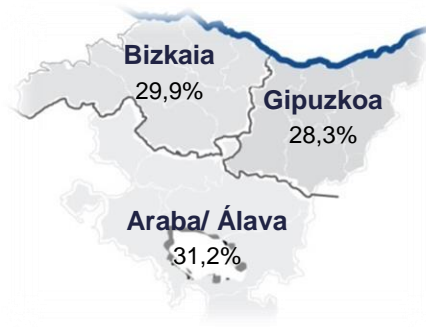 Bizkaia
29,9%
Gipuzkoa
28,3%
Araba/ Álava
31,2%